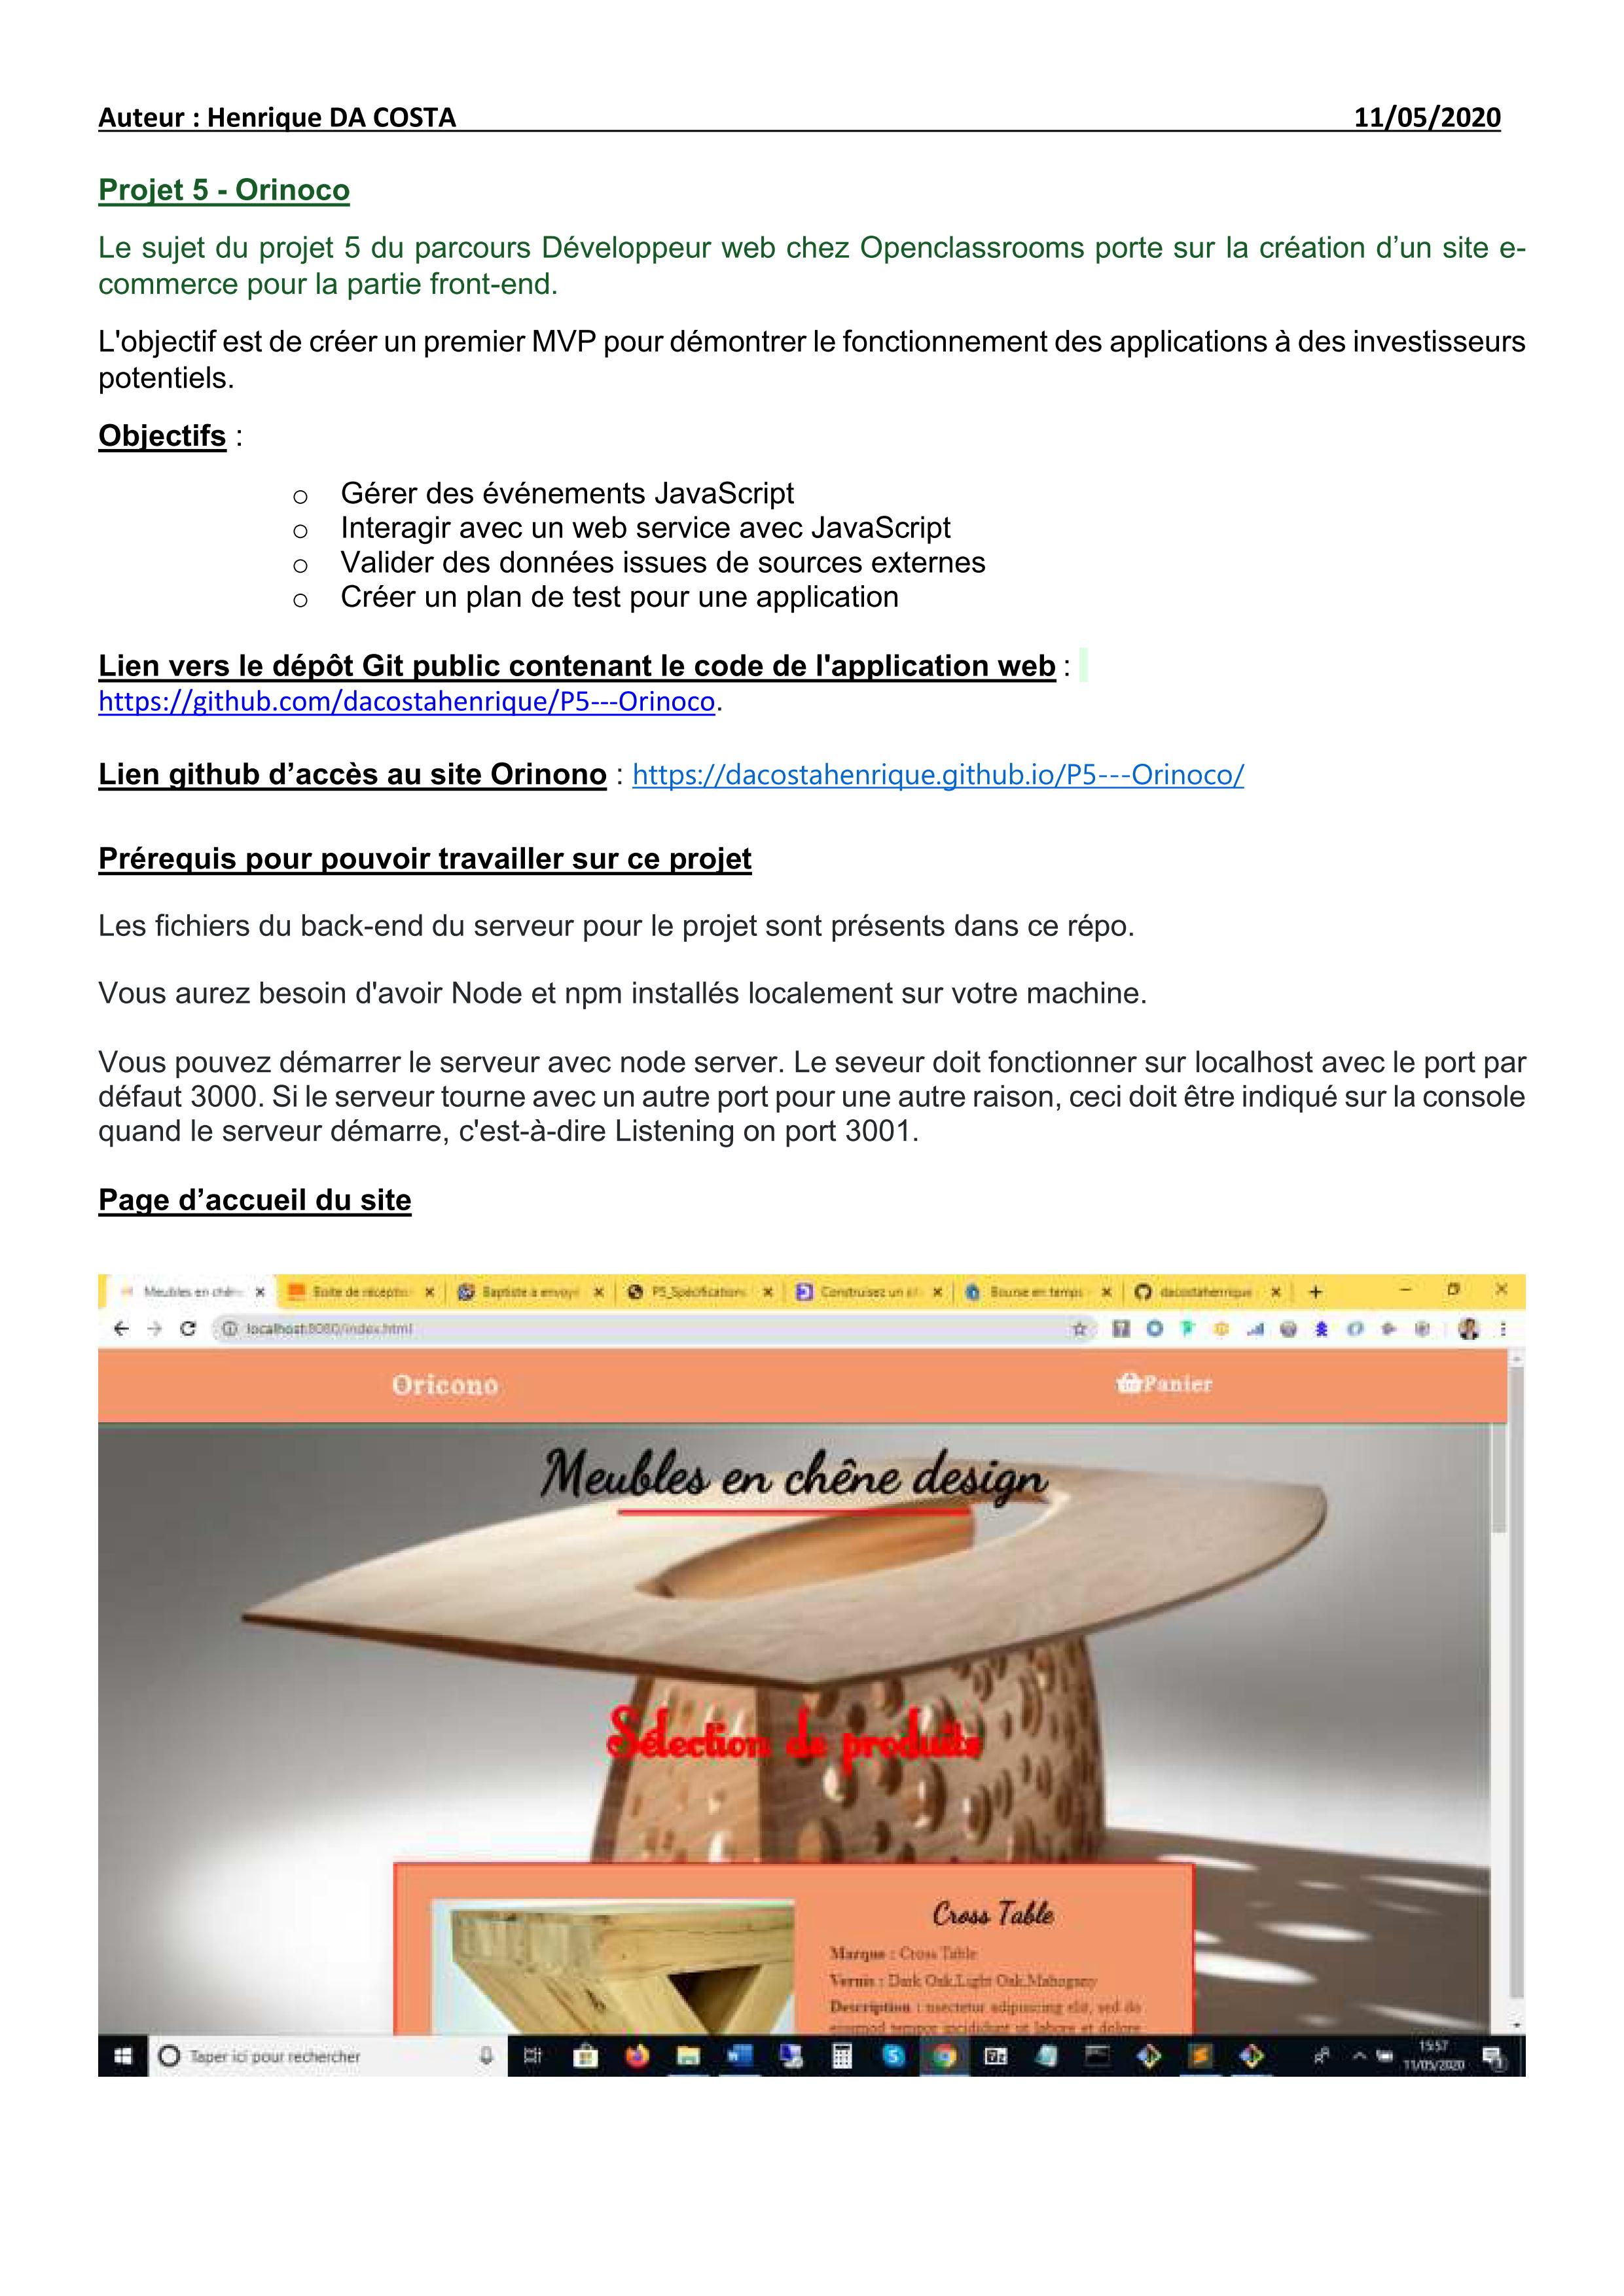 Auteur : Henrique DA COSTA 11/05/2020
Projet 5 - Orinoco
Le sujet du projet 5 du parcours Développeur web chez Openclassrooms porte sur la création d’un site e-
commerce pour la partie front-end.
L'objectif est de créer un premier MVP pour démontrer le fonctionnement des applications à des investisseurs
potentiels.
Objectifs :
o Gérer des événements JavaScript
o Interagir avec un web service avec JavaScript
o Valider des données issues de sources externes
o Créer un plan de test pour une application
Lien vers le dépôt Git public contenant le code de l'application web :
https://github.com/dacostahenrique/P5---Orinoco.
Lien github d’accès au site Orinono : https://dacostahenrique.github.io/P5---Orinoco/
Prérequis pour pouvoir travailler sur ce projet
Les fichiers du back-end du serveur pour le projet sont présents dans ce répo.
Vous aurez besoin d'avoir Node et npm installés localement sur votre machine.
Vous pouvez démarrer le serveur avec node server. Le seveur doit fonctionner sur localhost avec le port par
défaut 3000. Si le serveur tourne avec un autre port pour une autre raison, ceci doit être indiqué sur la console
quand le serveur démarre, c'est-à-dire Listening on port 3001.
Page d’accueil du site
Meubles en chên Boite de réceptio Baptiste a envoyé P5_Spécifications Construisez un si Bourse en temps dacostahenrique
localhost:8080/index.html
Oricono Panier
Meubles en chêne design
Sélection de produits
Cross Table
Marque : Cross Table
Vernis : Dark Oak,Light Oak,Mahogany
Description : nsectetur adipiscing elit, sed do
eiusmod tempor incididunt ut labore et dolore
Taper ici pour rechercher
15:57
11/05/2020